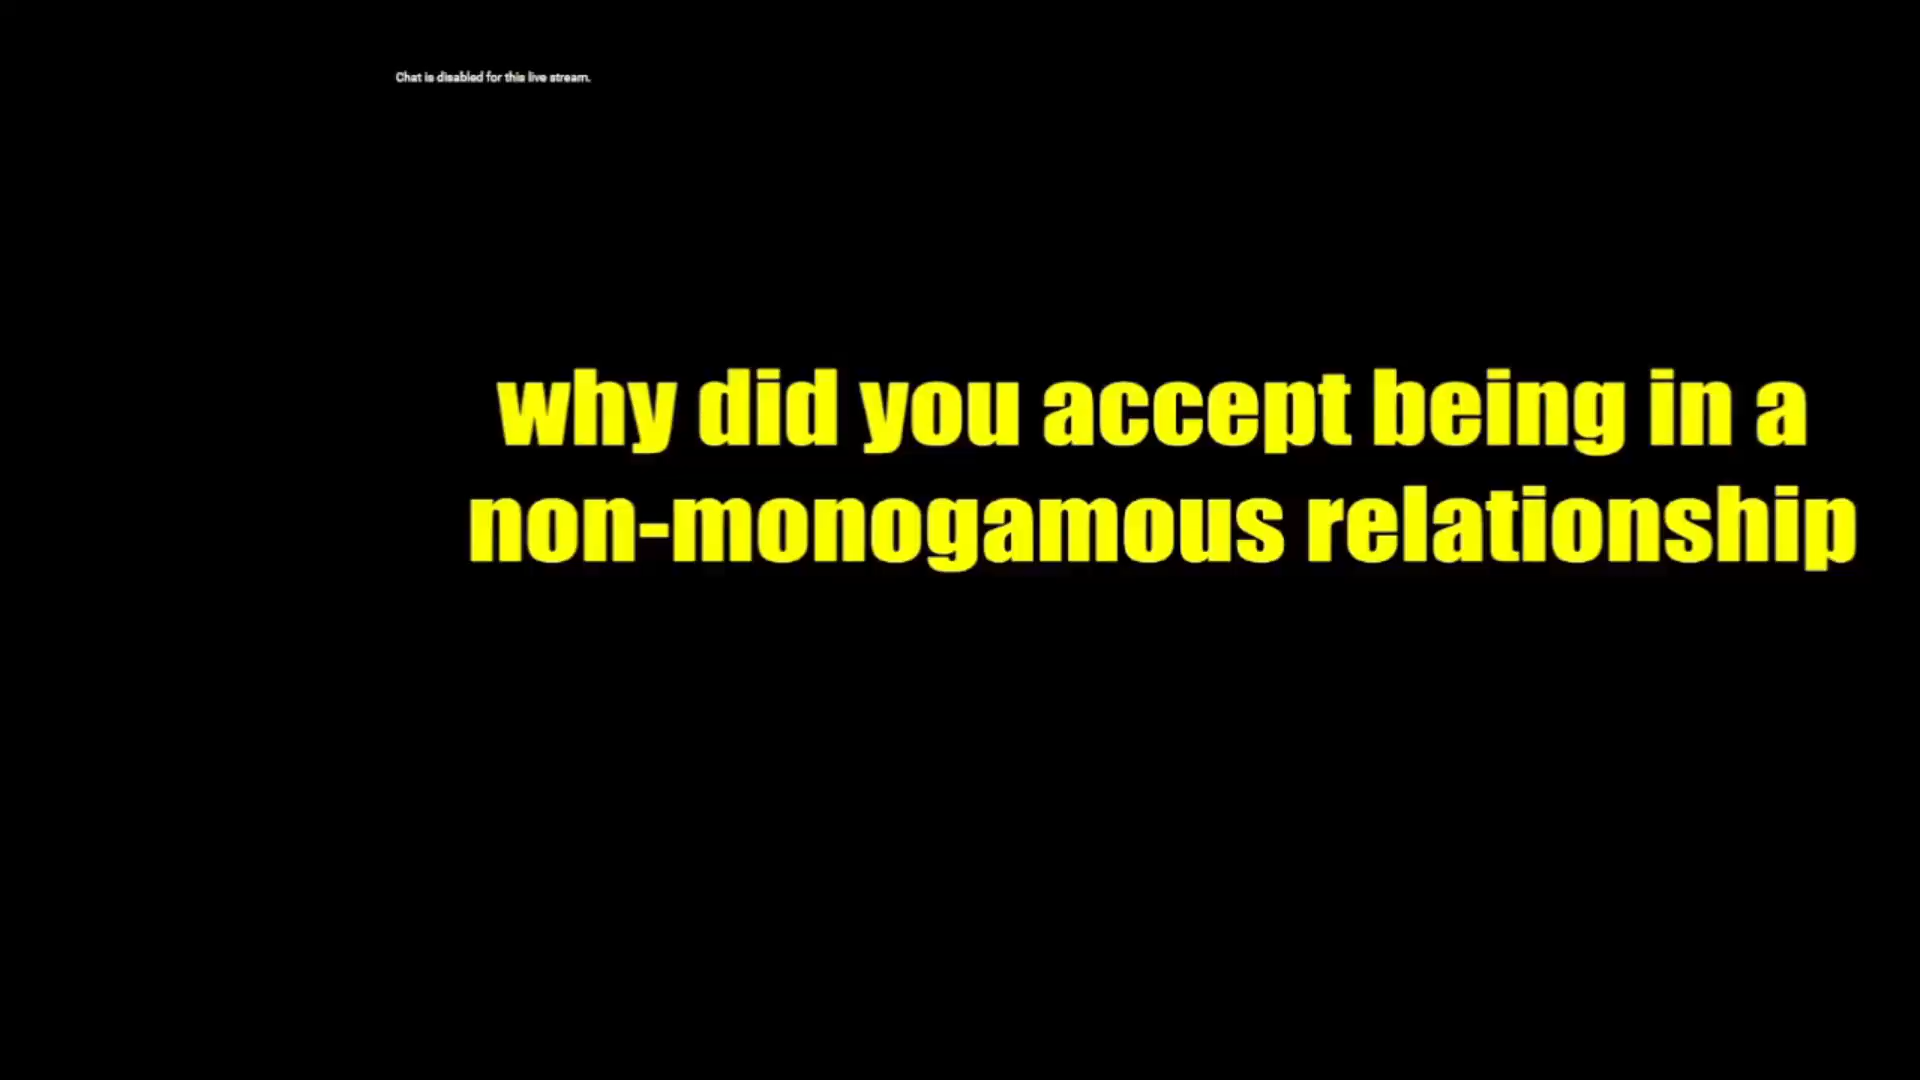 Chat is disabled for this live stream.
why did you accept being in a
non-monogamous relationship